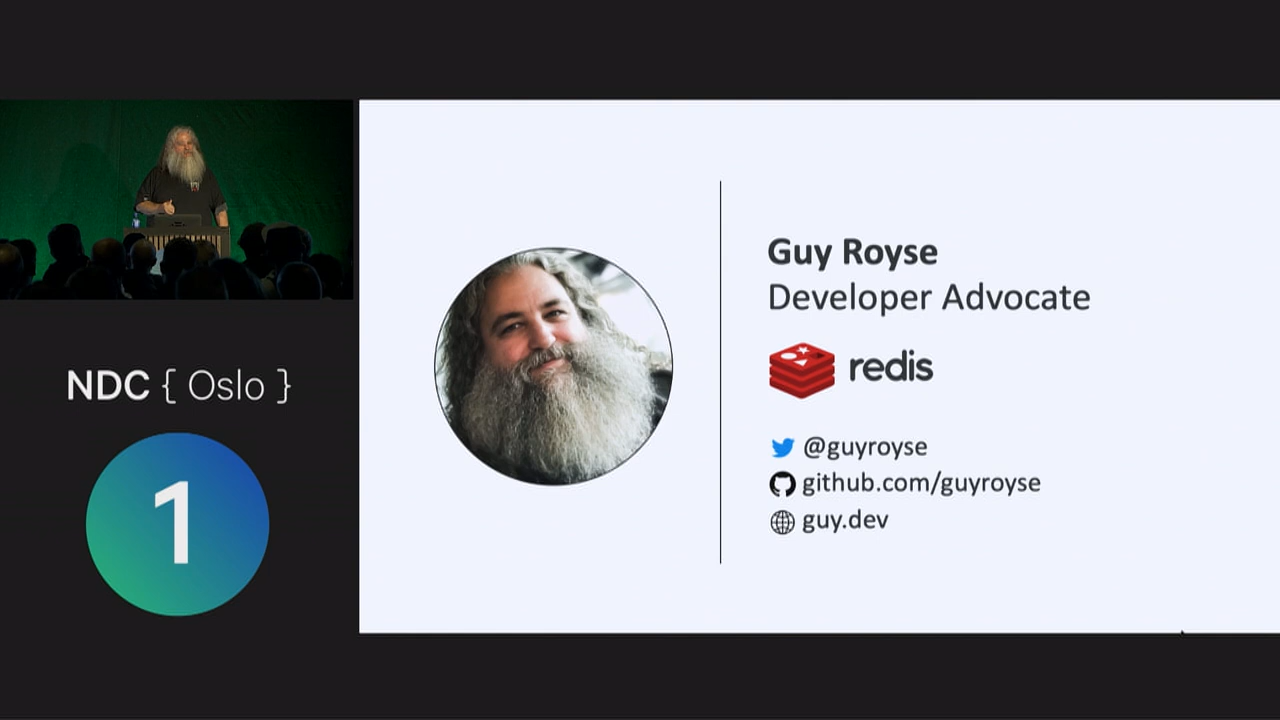 NDC { Oslo }
1
Guy Royse
Developer Advocate
redis
@guyroyse
github.com/guyroyse
guy.dev